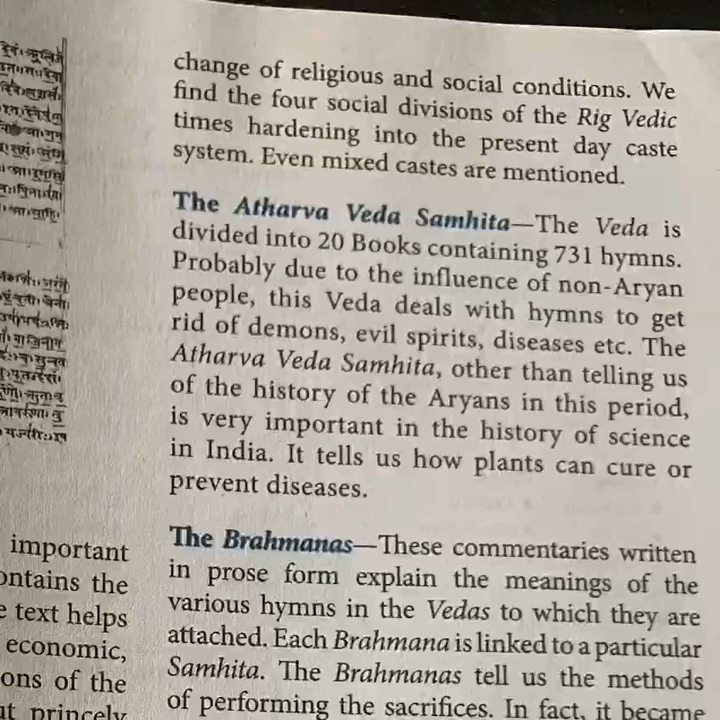 important
ontains the
e text helps
economic,
ons of the
ut princely
change of religious and social conditions. We
find the four social divisions of the Rig Vedic
times hardening into the present day caste
system. Even mixed castes are mentioned.
The Atharva Veda Samhita—The Veda is
divided into 20 Books containing 731 hymns.
Probably due to the influence of non-Aryan
people, this Veda deals with hymns to get
rid of demons, evil spirits, diseases etc. The
Atharva Veda Samhita, other than telling us
of the history of the Aryans in this period,
is very important in the history of science
in India. It tells us how plants can cure or
prevent diseases.
The Brahmanas—These commentaries written
in prose form explain the meanings of the
various hymns in the Vedas to which they are
attached. Each Brahmana is linked to a particular
Samhita. The Brahmanas tell us the methods
of performing the sacrifices. In fact, it became